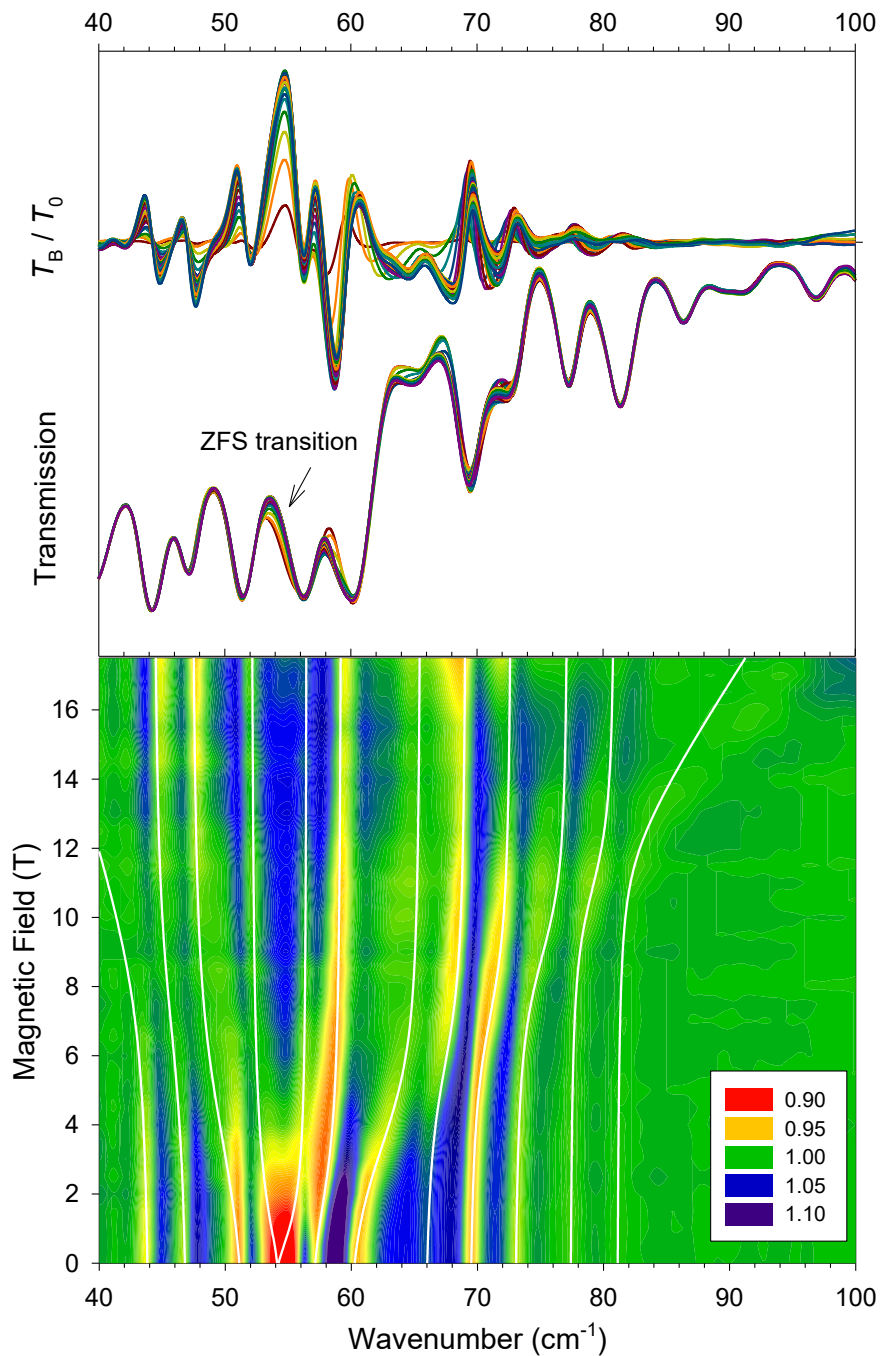 40 50 60 70 80 90 100
T_B / T_0
Transmission
ZFS transition
Magnetic Field (T)
16
14
12
10
8
6
4
2
0
0.90
0.95
1.00
1.05
1.10
40 50 60 70 80 90 100
Wavenumber (cm⁻¹)